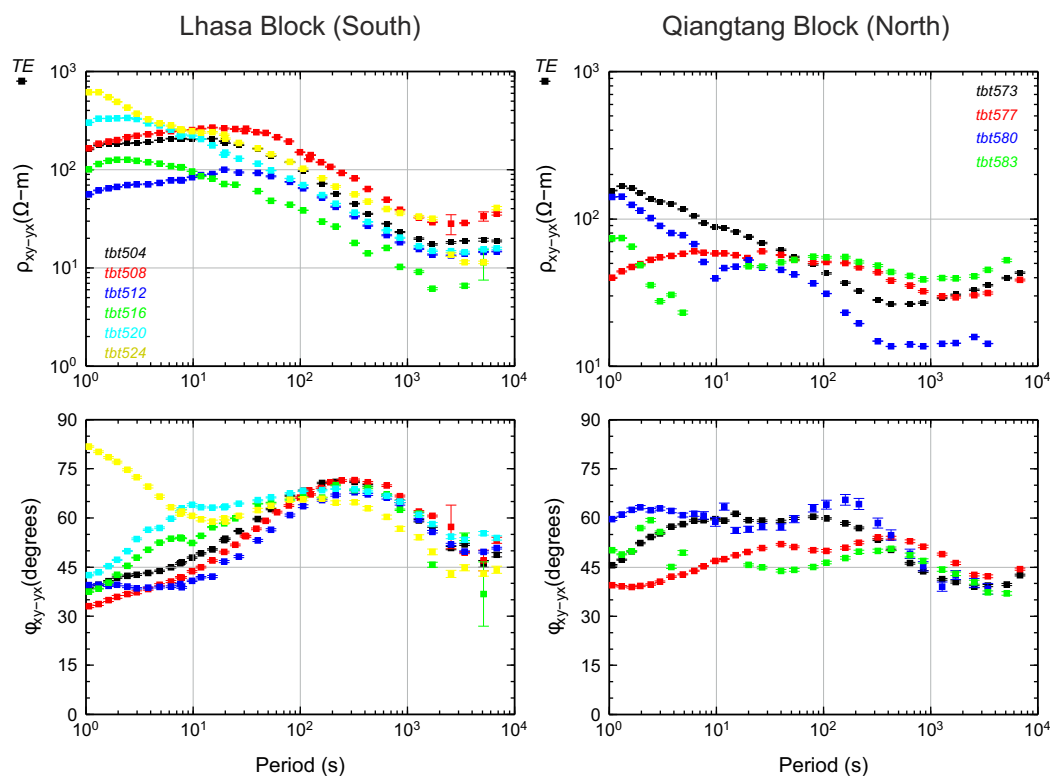 Lhasa Block (South)
Qiangtang Block (North)
TE
ρxy−yx(Ω−m)
10³
10²
10¹
10⁰
tbt504
tbt508
tbt512
tbt516
tbt520
tbt524
10⁰ 10¹ 10² 10³ 10⁴
TE
ρxy−yx(Ω−m)
10³
10²
10¹
tbt573
tbt577
tbt580
tbt583
10⁰ 10¹ 10² 10³ 10⁴
φxy−yx(degrees)
90
75
60
45
30
15
0
10⁰ 10¹ 10² 10³ 10⁴
Period (s)
φxy−yx(degrees)
90
75
60
45
30
15
0
10⁰ 10¹ 10² 10³ 10⁴
Period (s)